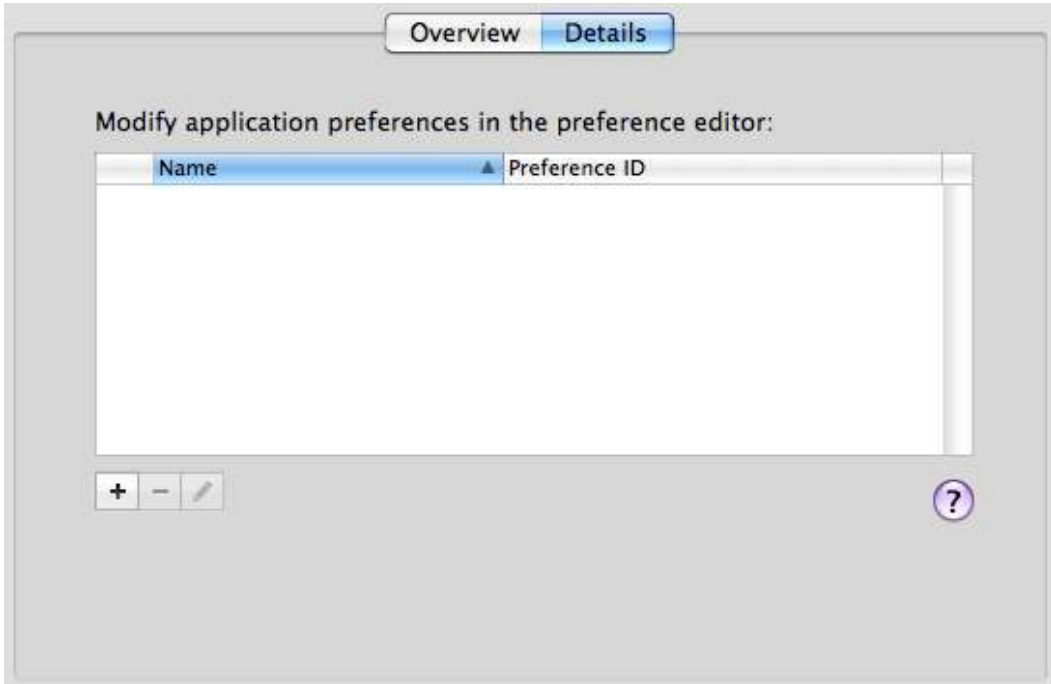 Overview Details
Modify application preferences in the preference editor:
Name Preference ID
+ −
?